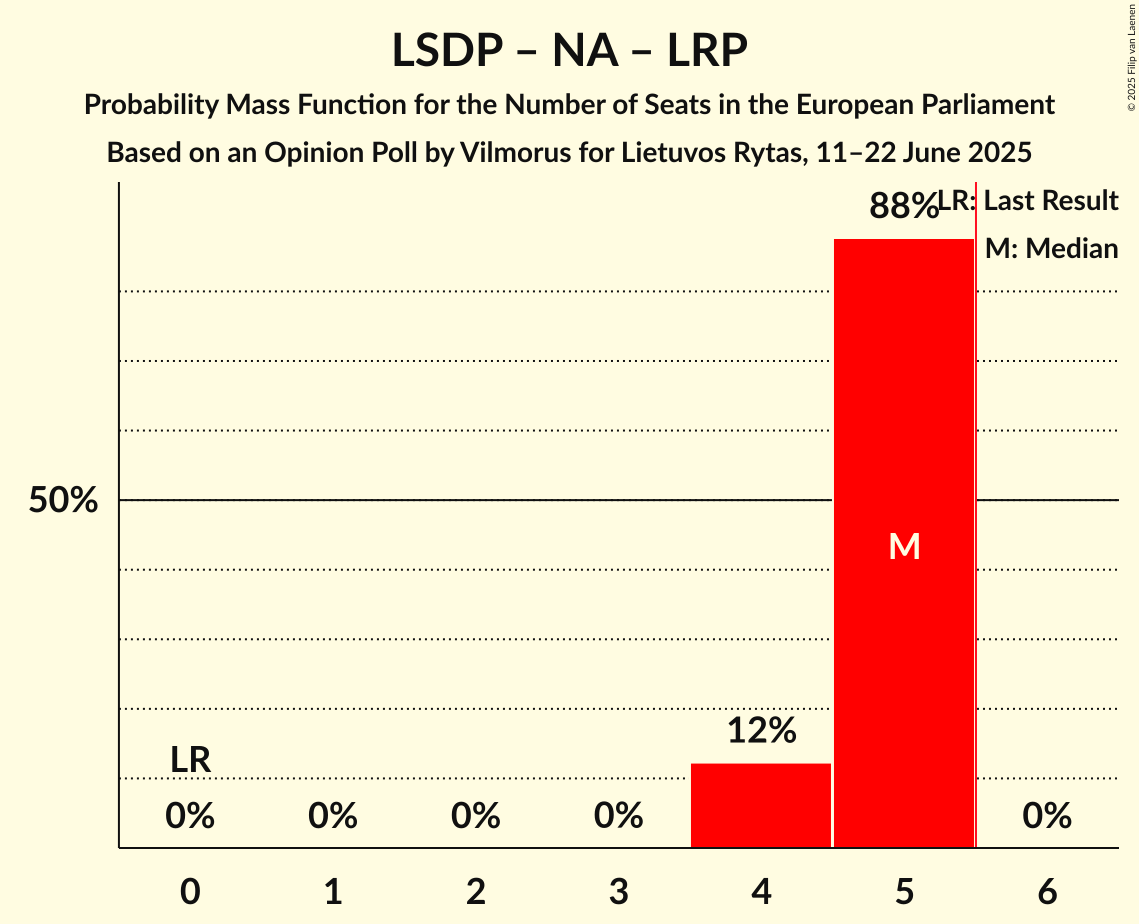 LSDP – NA – LRP
Probability Mass Function for the Number of Seats in the European Parliament
Based on an Opinion Poll by Vilmorus for Lietuvos Rytas, 11–22 June 2025
© 2025 Filip van Laenen
LR: Last Result
M: Median
88%
50%
M
12%
LR
0% 0% 0% 0% 0%
0 1 2 3 4 5 6